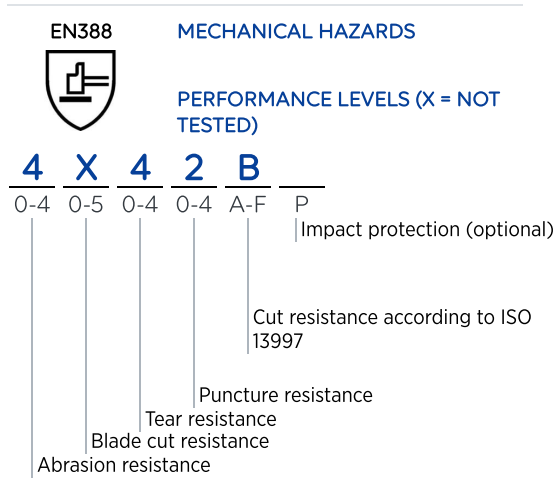 EN388
MECHANICAL HAZARDS
PERFORMANCE LEVELS (X = NOT
TESTED)
4 X 4 2 B
0-4 0-5 0-4 0-4 A-F P
Impact protection (optional)
Cut resistance according to ISO
13997
Puncture resistance
Tear resistance
Blade cut resistance
Abrasion resistance